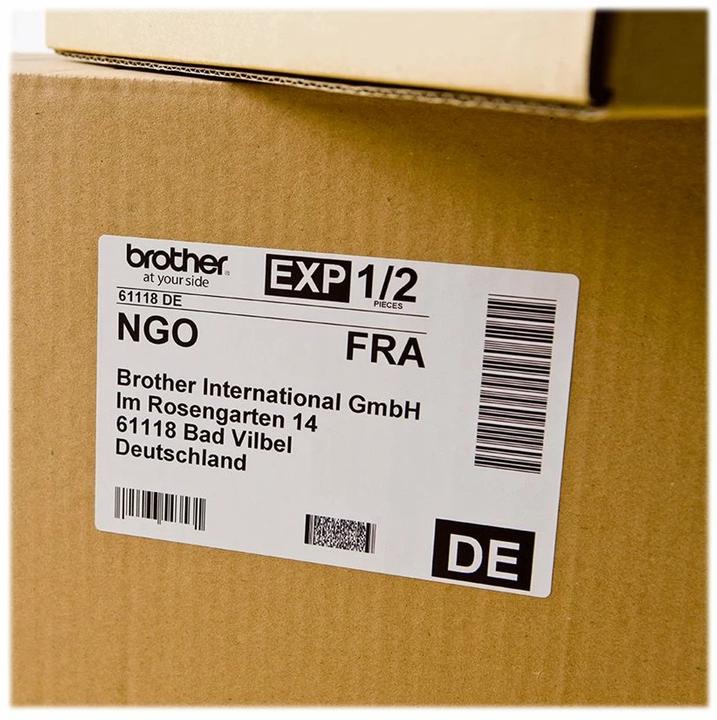 brother
at your side
EXP 1/2
PIECES
61118 DE
NGO FRA
Brother International GmbH
Im Rosengarten 14
61118 Bad Vilbel
Deutschland
DE